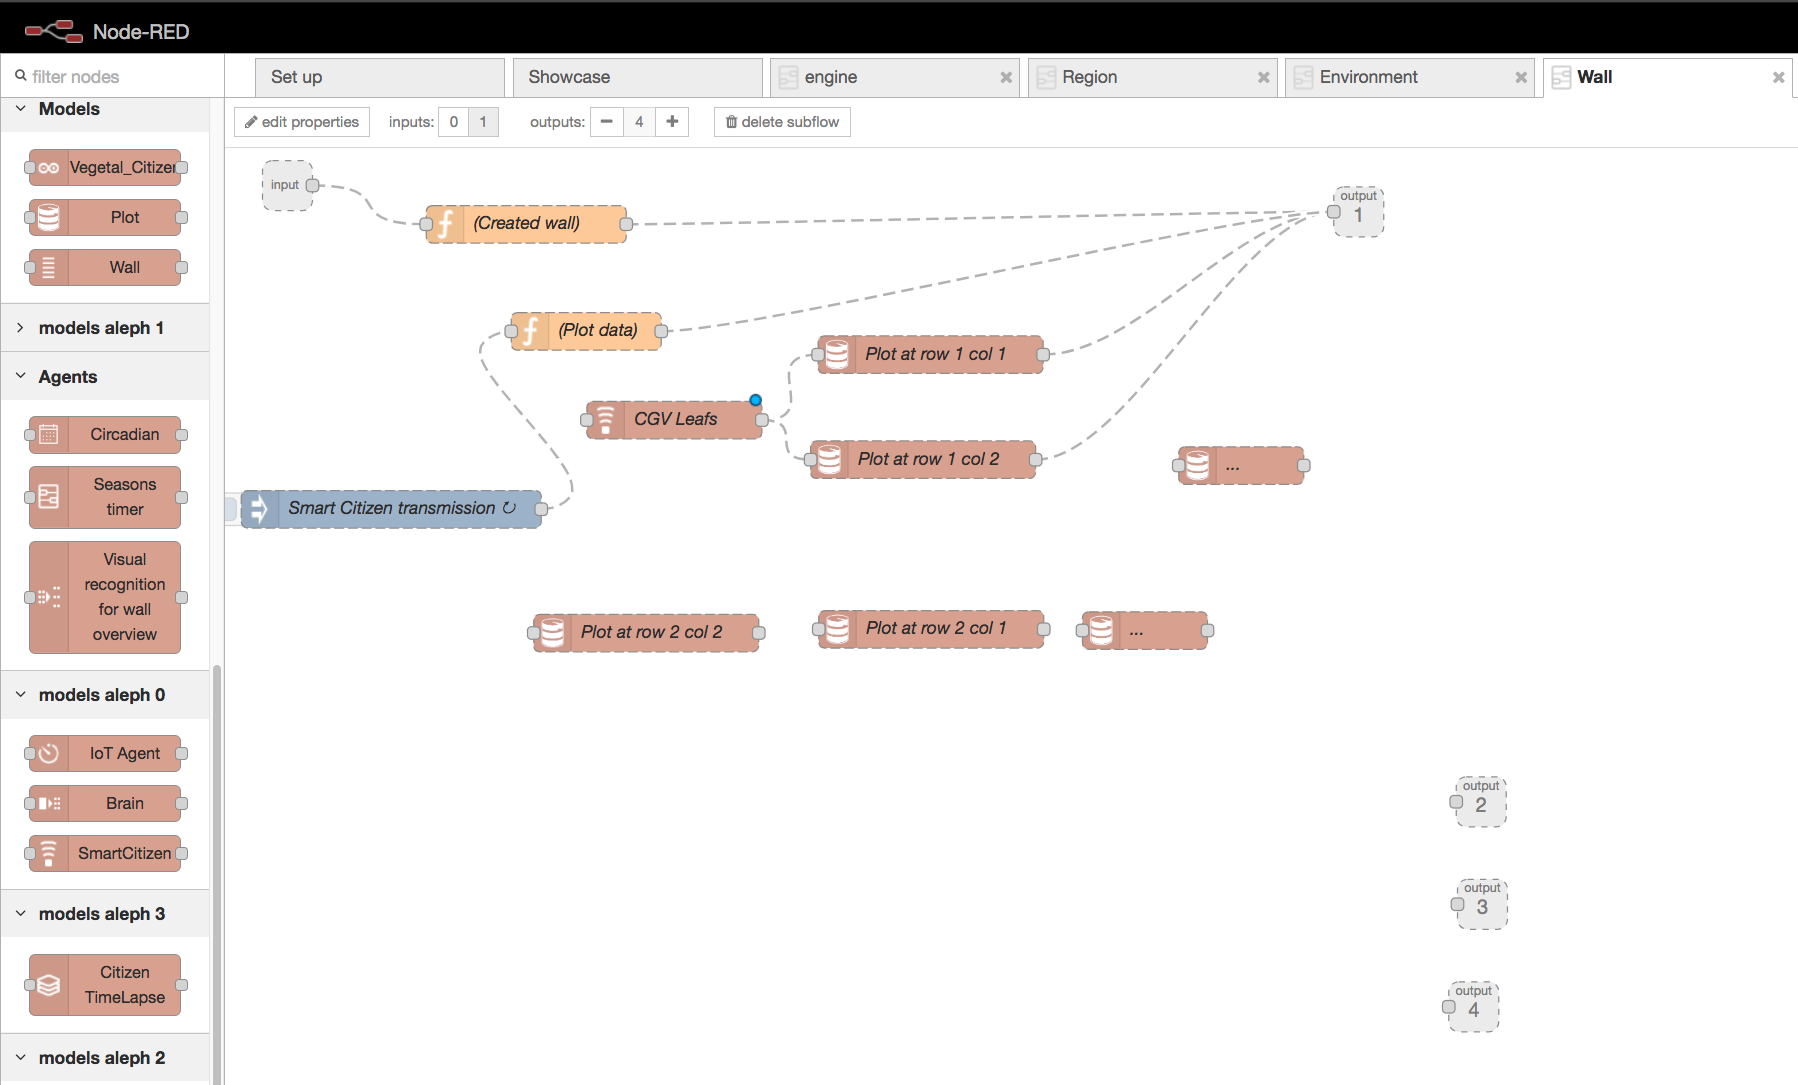 Node-RED
filter nodes
Set up
Showcase
engine
Region
Environment
Wall
edit properties
inputs: 0 1
outputs: − 4 +
delete subflow
Models
Vegetal_Citizen
Plot
Wall
models aleph 1
Agents
Circadian
Seasons
timer
Visual
recognition
for wall
overview
models aleph 0
IoT Agent
Brain
SmartCitizen
models aleph 3
Citizen
TimeLapse
models aleph 2
input
(Created wall)
output
1
(Plot data)
Plot at row 1 col 1
CGV Leafs
Plot at row 1 col 2
...
Smart Citizen transmission ↻
Plot at row 2 col 2
Plot at row 2 col 1
...
output
2
output
3
output
4